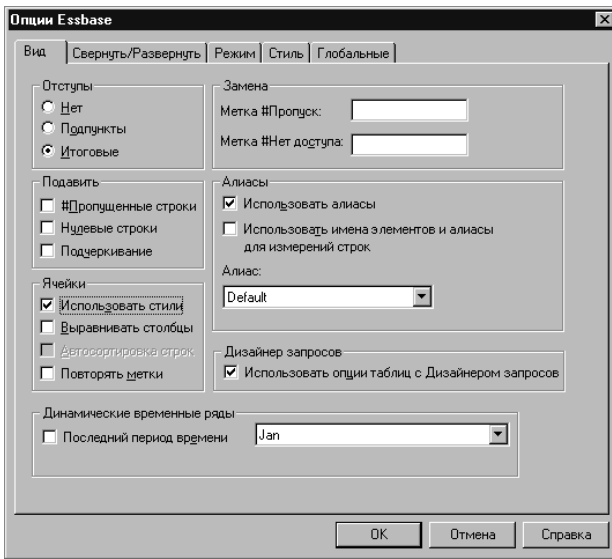 Опции Essbase
Вид
Свернуть/Развернуть
Режим
Стиль
Глобальные
Отступы
Нет
Подпункты
Итоговые
Замена
Метка #Пропуск:
Метка #Нет доступа:
Подавить
#Пропущенные строки
Нулевые строки
Подчеркивание
Алиасы
Использовать алиасы
Использовать имена элементов и алиасы
для измерений строк
Алиас:
Default
Ячейки
Использовать стили
Выравнивать столбцы
Автосортировка строк
Повторять метки
Дизайнер запросов
Использовать опции таблиц с Дизайнером запросов
Динамические временные ряды
Последний период времени
Jan
OK
Отмена
Справка